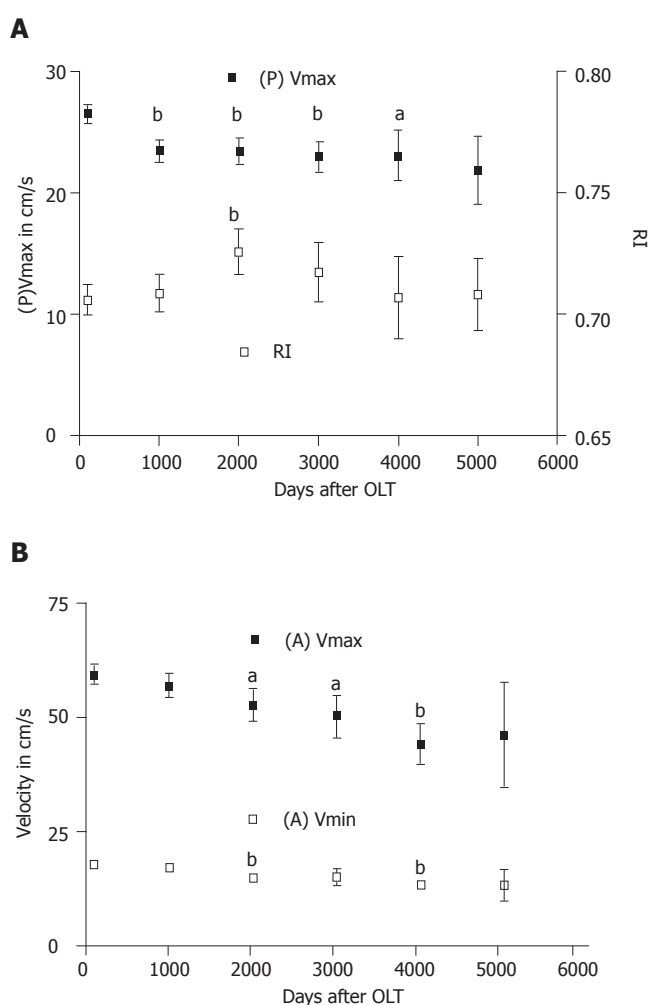 A
(P) Vmax
30 0.80
b b b a
20 0.75
b
(P)Vmax in cm/s
RI
10 0.70
RI
0 0.65
0 1000 2000 3000 4000 5000 6000
Days after OLT
B
75
(A) Vmax
a a
b
50
Velocity in cm/s
(A) Vmin
25
b b
0
0 1000 2000 3000 4000 5000 6000
Days after OLT